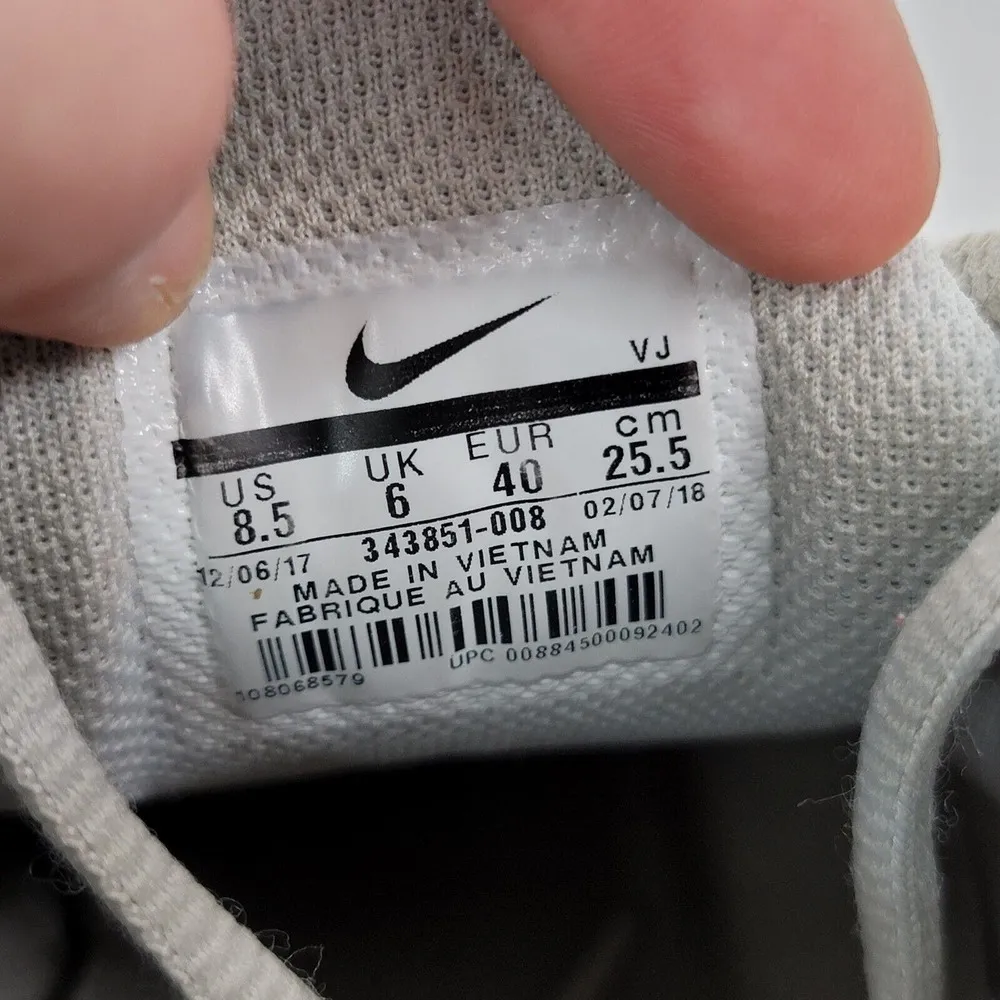 VJ
US UK EUR cm
8.5 6 40 25.5
12/06/17 343851-008 02/07/18
MADE IN VIETNAM
FABRIQUE AU VIETNAM
UPC 00884500092402
108068579